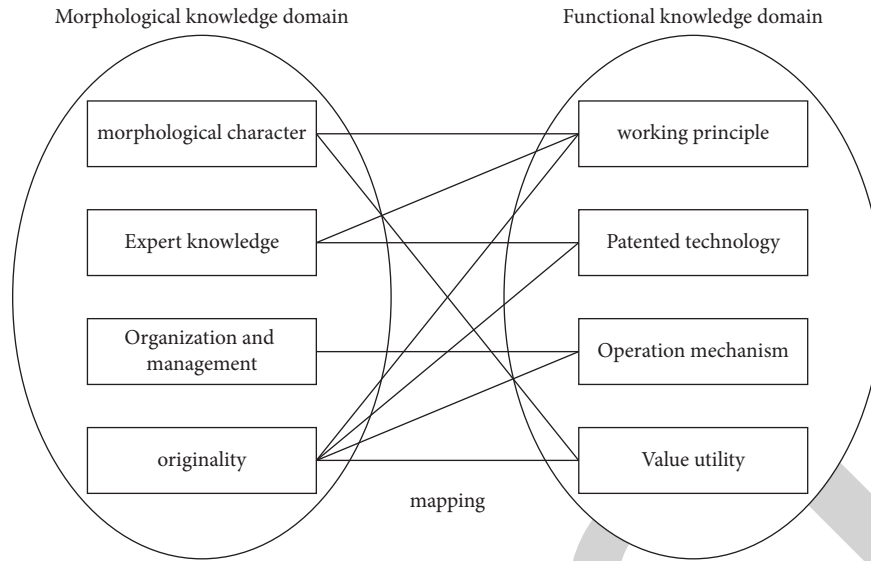 Morphological knowledge domain
Functional knowledge domain
morphological character
working principle
Expert knowledge
Patented technology
Organization and
management
Operation mechanism
originality
Value utility
mapping